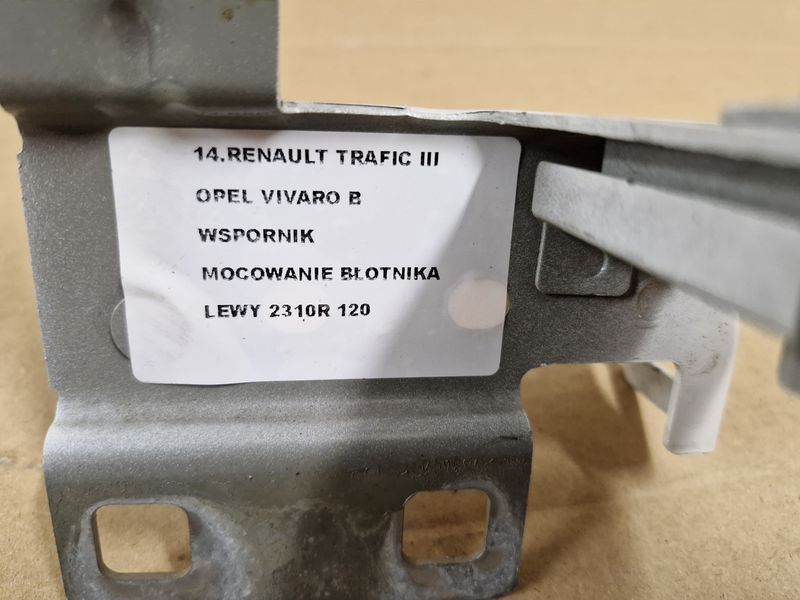 14.RENAULT TRAFIC III
OPEL VIVARO B
WSPORNIK
MOCOWANIE BŁOTNIKA
LEWY 2310R 120